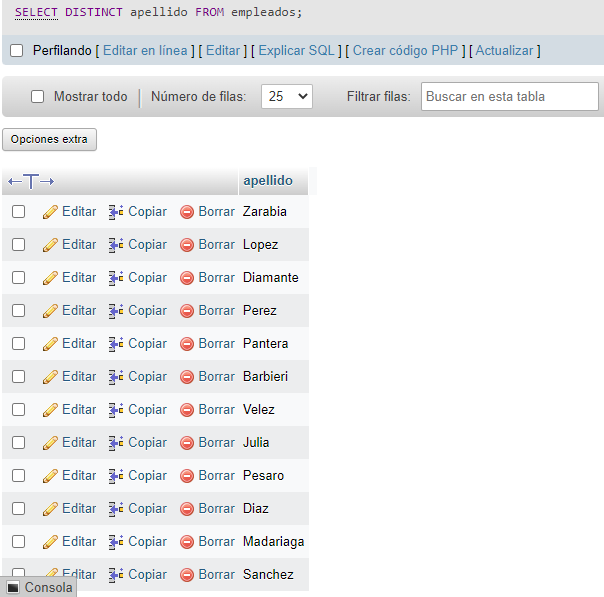 SELECT DISTINCT apellido FROM empleados;
Perfilando [ Editar en línea ] [ Editar ] [ Explicar SQL ] [ Crear código PHP ] [ Actualizar ]
Mostrar todo Número de filas: 25 Filtrar filas: Buscar en esta tabla
Opciones extra
←T→ apellido
Editar Copiar Borrar Zarabia
Editar Copiar Borrar Lopez
Editar Copiar Borrar Diamante
Editar Copiar Borrar Perez
Editar Copiar Borrar Pantera
Editar Copiar Borrar Barbieri
Editar Copiar Borrar Velez
Editar Copiar Borrar Julia
Editar Copiar Borrar Pesaro
Editar Copiar Borrar Diaz
Editar Copiar Borrar Madariaga
Editar Copiar Borrar Sanchez
Consola